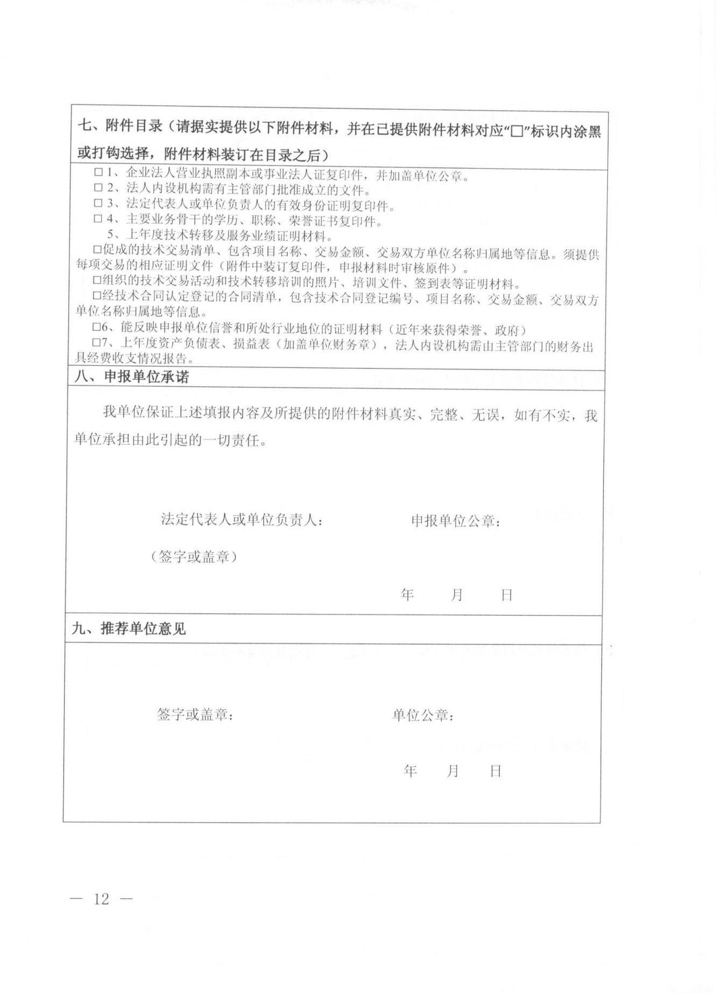 七、附件目录（请据实提供以下附件材料，并在已提供附件材料对应“□”标识内涂黑
或打钩选择，附件材料装订在目录之后）
□ 1、企业法人营业执照副本或事业法人证复印件，并加盖单位公章。
□ 2、法人内设机构需有主管部门批准成立的文件。
□ 3、法定代表人或单位负责人的有效身份证明复印件。
□ 4、主要业务骨干的学历、职称、荣誉证书复印件。
5、上年度技术转移及服务业绩证明材料。
□促成的技术交易清单、包含项目名称、交易金额、交易双方单位名称归属地等信息。须提供
每项交易的相应证明文件（附件中装订复印件，申报材料时审核原件）。
□组织的技术交易活动和技术转移培训的照片、培训文件、签到表等证明材料。
□经技术合同认定登记的合同清单，包含技术合同登记编号、项目名称、交易金额、交易双方
单位名称归属地等信息。
□6、能反映申报单位信誉和所处行业地位的证明材料（近年来获得荣誉、政府）
□7、上年度资产负债表、损益表（加盖单位财务章），法人内设机构需由主管部门的财务出
具经费收支情况报告。
八、申报单位承诺
我单位保证上述填报内容及所提供的附件材料真实、完整、无误，如有不实，我
单位承担由此引起的一切责任。
法定代表人或单位负责人： 申报单位公章：
（签字或盖章）
年 月 日
九、推荐单位意见
签字或盖章： 单位公章：
年 月 日
— 12 —